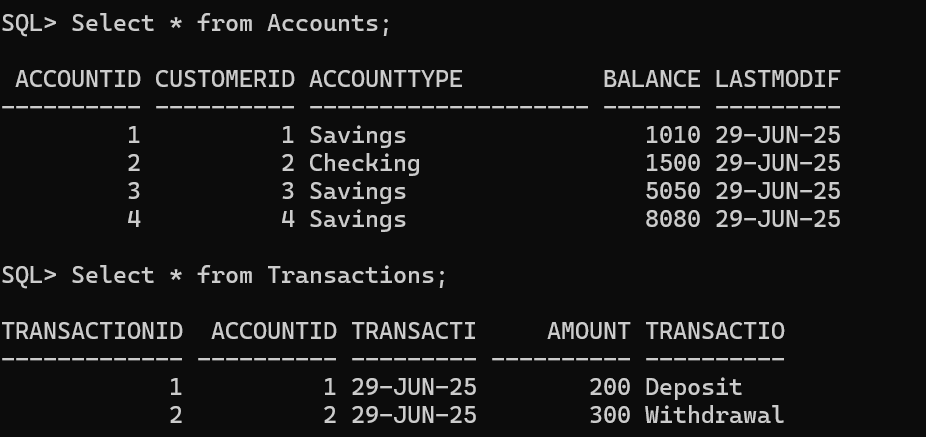 SQL> Select * from Accounts;

 ACCOUNTID CUSTOMERID ACCOUNTTYPE          BALANCE LASTMODIF
---------- ---------- -------------------- ------- ---------
         1          1 Savings                 1010 29-JUN-25
         2          2 Checking                1500 29-JUN-25
         3          3 Savings                 5050 29-JUN-25
         4          4 Savings                 8080 29-JUN-25

SQL> Select * from Transactions;

TRANSACTIONID  ACCOUNTID TRANSACTI     AMOUNT TRANSACTIO
------------- ---------- --------- ---------- ----------
            1          1 29-JUN-25        200 Deposit
            2          2 29-JUN-25        300 Withdrawal